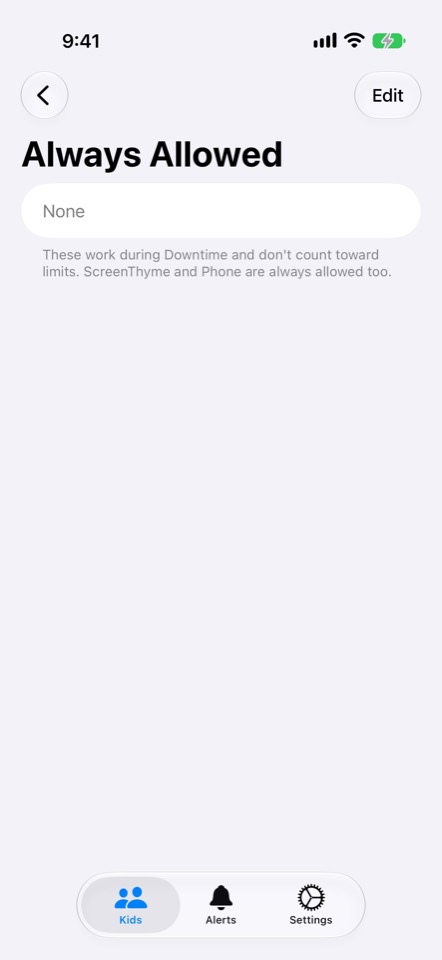 9:41
Edit
Always Allowed
None
These work during Downtime and don't count toward
limits. ScreenThyme and Phone are always allowed too.
Kids
Alerts
Settings